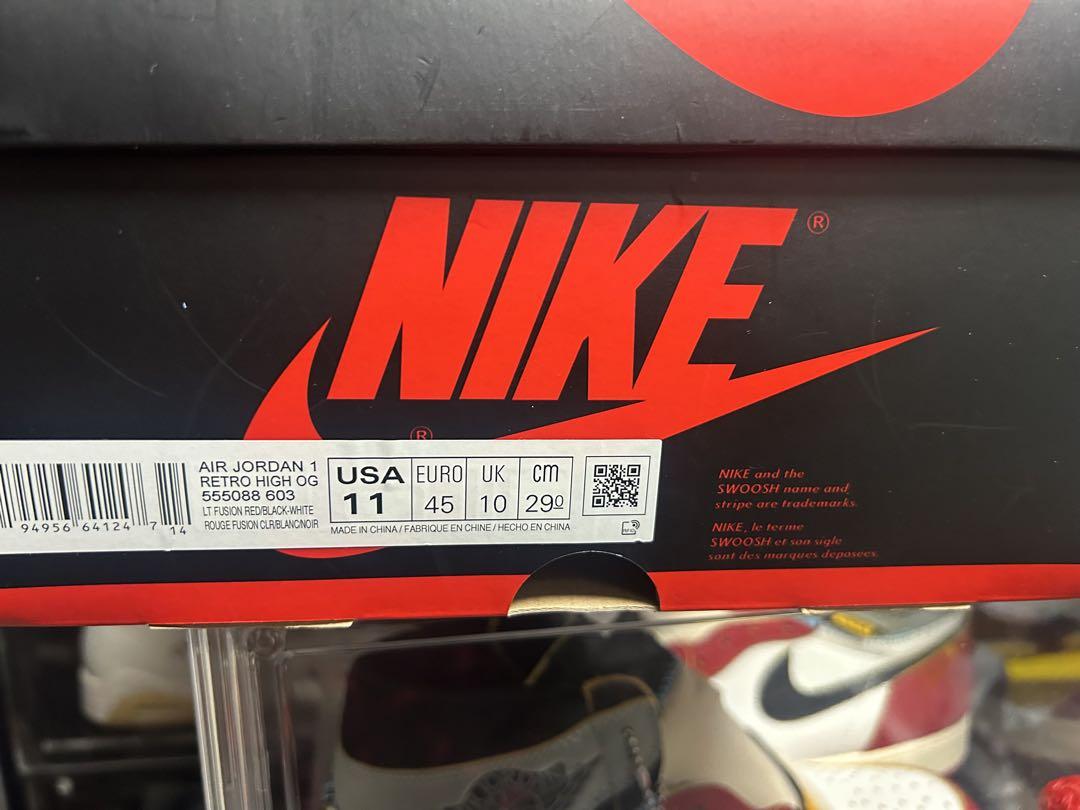 NIKE ®
®
AIR JORDAN 1
RETRO HIGH OG
555088 603
LT FUSION RED/BLACK-WHITE
ROUGE FUSION CLR/BLANC/NOIR
94956 64124 7 14
USA EURO UK cm
11 45 10 29.0
MADE IN CHINA / FABRIQUE EN CHINE / HECHO EN CHINA
NIKE and the
SWOOSH name and
stripe are trademarks.
NIKE, le terme
SWOOSH et son sigle
sont des marques deposees.